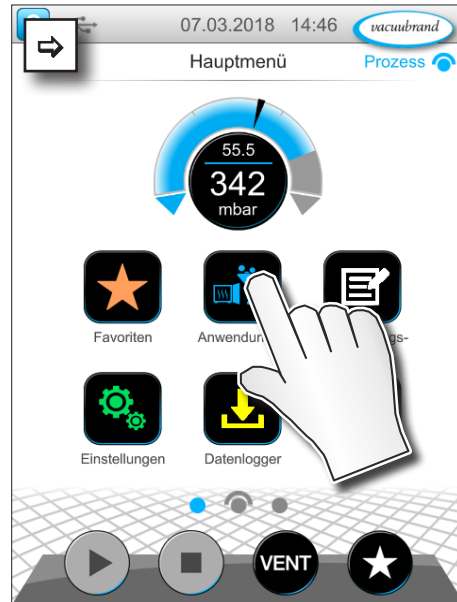 07.03.2018 14:46 vacuubrand
Hauptmenü Prozess
55.5
342
mbar
Favoriten
Einstellungen Datenlogger
VENT